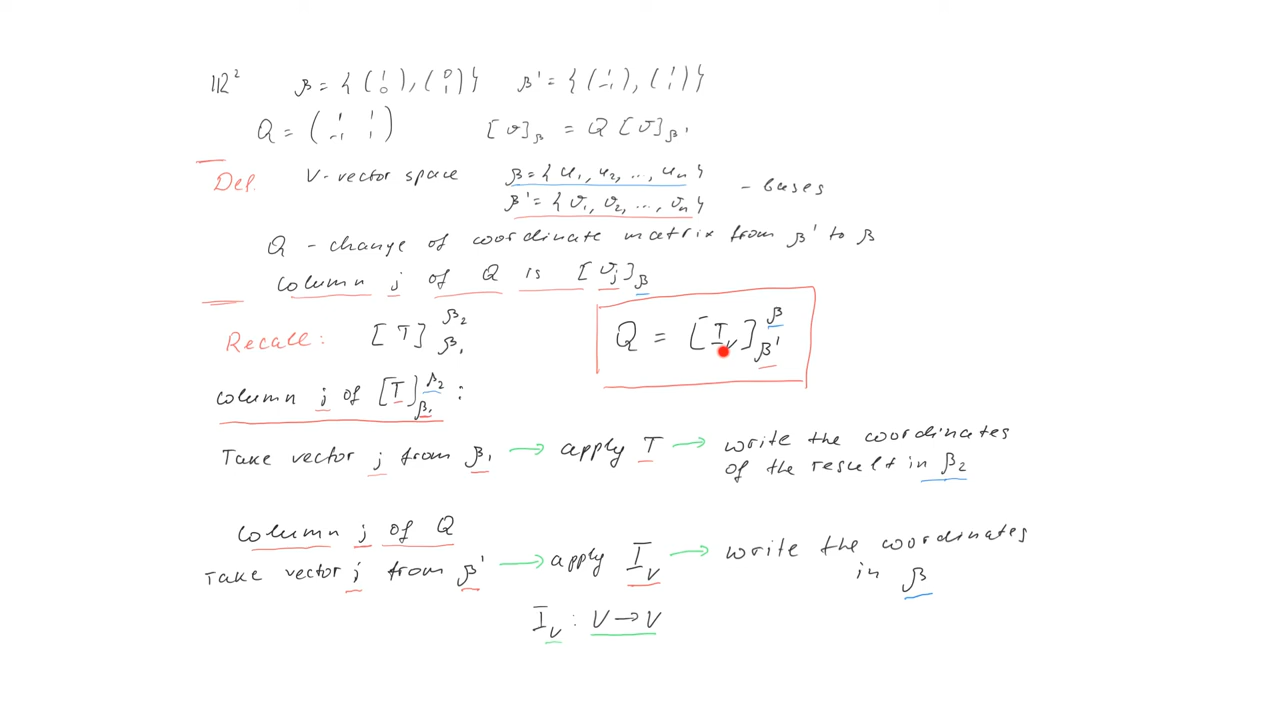 ℝ² β = { (1 0), (0 1) } β' = { (1 -1), (1 1) }
Q = (1 1 -1 1) [v]β = Q [v]β'
Def. V-vector space β = { u₁, u₂, ..., uₙ }
β' = { v₁, v₂, ..., vₙ } - bases
Q - change of coordinate matrix from β' to β
column j of Q is [vⱼ]β
Recall: [T]β₁^β₂ Q = [I_V]β'^β
column j of [T]β₁^β₂ :
Take vector j from β₁ → apply T → write the coordinates
of the result in β₂
column j of Q
Take vector j from β' → apply I_V → write the coordinates
in β
I_V : V → V